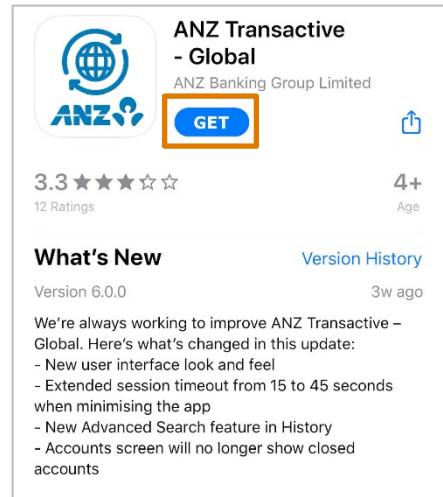 ANZ Transactive
- Global
ANZ Banking Group Limited
ANZ
GET
3.3 ★★★☆☆
4+
12 Ratings
Age
What's New
Version History
Version 6.0.0
3w ago
We're always working to improve ANZ Transactive –
Global. Here's what's changed in this update:
- New user interface look and feel
- Extended session timeout from 15 to 45 seconds
when minimising the app
- New Advanced Search feature in History
- Accounts screen will no longer show closed
accounts